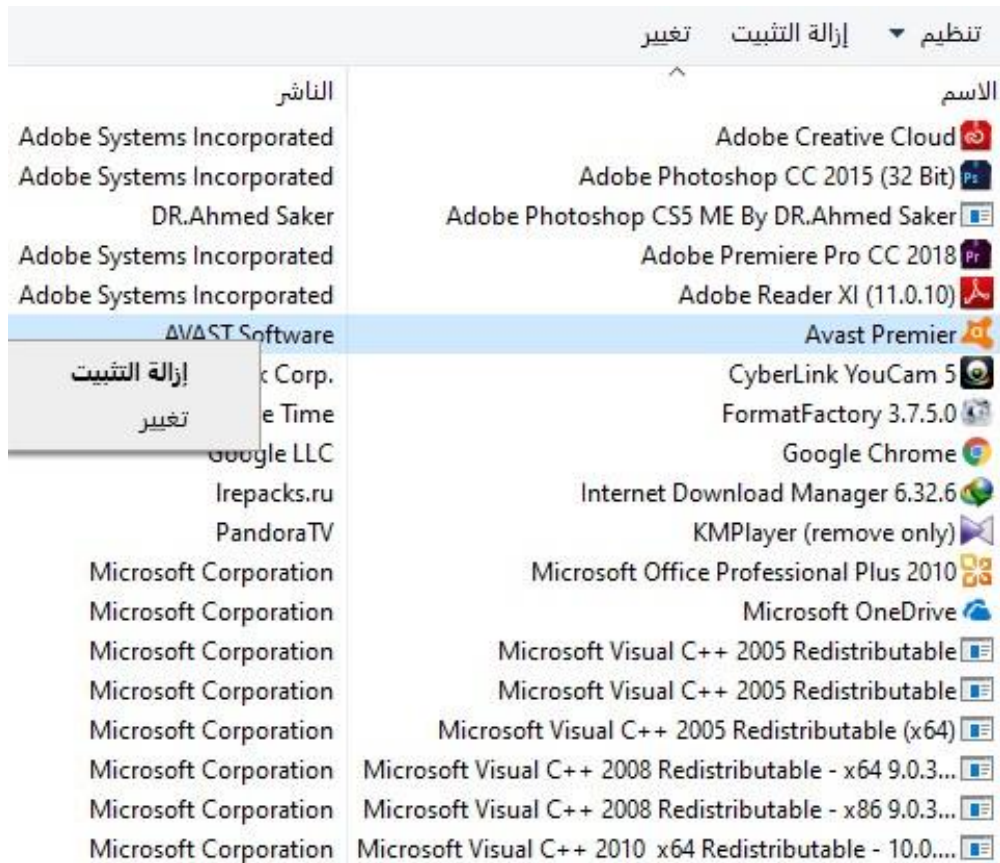 تنظيم إزالة التثبيت تغيير
الاسم الناشر
Adobe Creative Cloud Adobe Systems Incorporated
Adobe Photoshop CC 2015 (32 Bit) Adobe Systems Incorporated
Adobe Photoshop CS5 ME By DR.Ahmed Saker DR.Ahmed Saker
Adobe Premiere Pro CC 2018 Adobe Systems Incorporated
Adobe Reader XI (11.0.10) Adobe Systems Incorporated
Avast Premier AVAST Software
CyberLink YouCam 5 Corp.
إزالة التثبيت
FormatFactory 3.7.5.0 Time
تغيير
Google Chrome Google LLC
Internet Download Manager 6.32.6 lrepacks.ru
KMPlayer (remove only) PandoraTV
Microsoft Office Professional Plus 2010 Microsoft Corporation
Microsoft OneDrive Microsoft Corporation
Microsoft Visual C++ 2005 Redistributable Microsoft Corporation
Microsoft Visual C++ 2005 Redistributable Microsoft Corporation
Microsoft Visual C++ 2005 Redistributable (x64) Microsoft Corporation
Microsoft Visual C++ 2008 Redistributable - x64 9.0.3... Microsoft Corporation
Microsoft Visual C++ 2008 Redistributable - x86 9.0.3... Microsoft Corporation
Microsoft Visual C++ 2010 x64 Redistributable - 10.0.... Microsoft Corporation